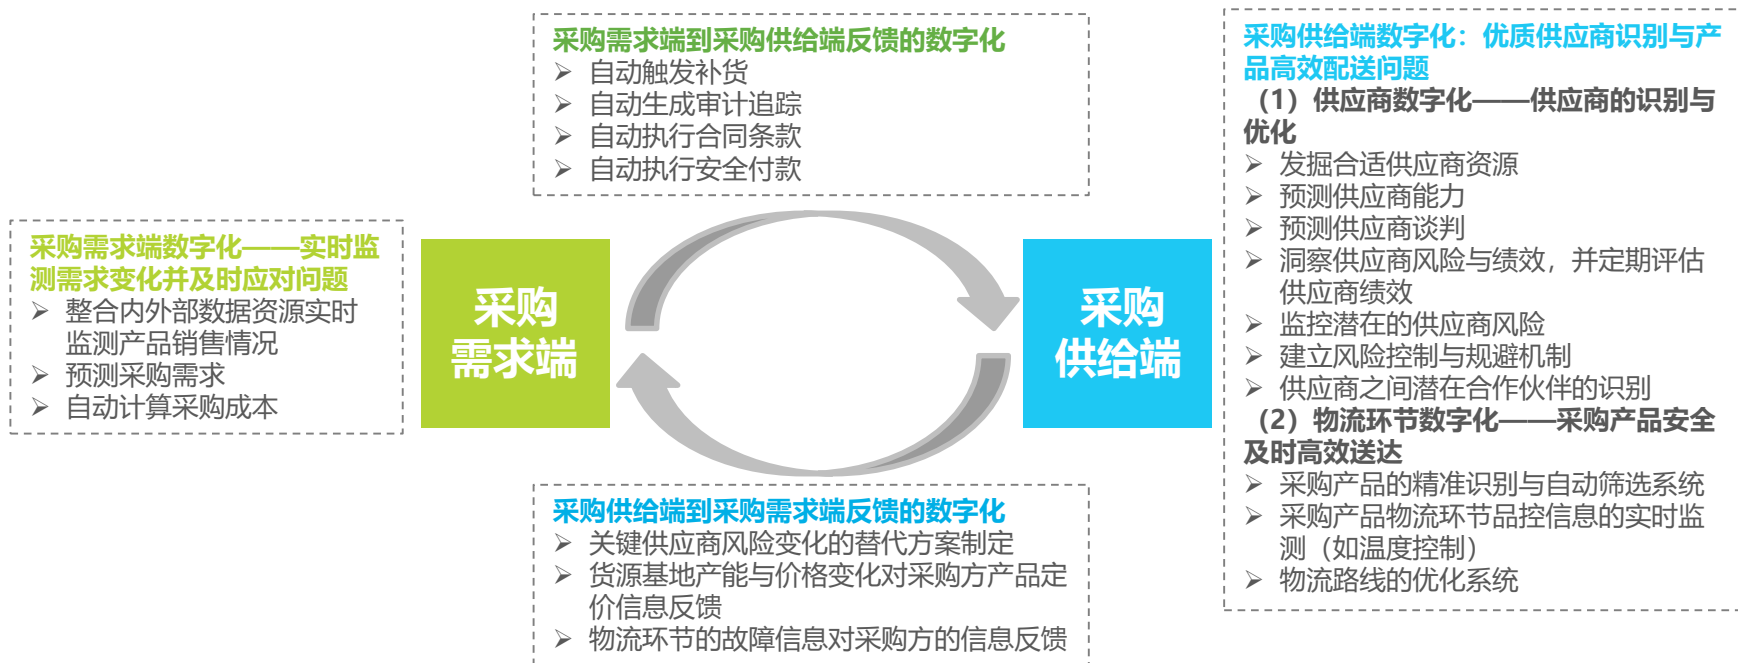 采购需求端到采购供给端反馈的数字化
➢ 自动触发补货
➢ 自动生成审计追踪
➢ 自动执行合同条款
➢ 自动执行安全付款
采购需求端数字化——实时监
测需求变化并及时应对问题
➢ 整合内外部数据资源实时
监测产品销售情况
➢ 预测采购需求
➢ 自动计算采购成本
采购
需求端
采购
供给端
采购供给端到采购需求端反馈的数字化
➢ 关键供应商风险变化的替代方案制定
➢ 货源基地产能与价格变化对采购方产品定
价信息反馈
➢ 物流环节的故障信息对采购方的信息反馈
采购供给端数字化：优质供应商识别与产
品高效配送问题
（1）供应商数字化——供应商的识别与
优化
➢ 发掘合适供应商资源
➢ 预测供应商能力
➢ 预测供应商谈判
➢ 洞察供应商风险与绩效，并定期评估
供应商绩效
➢ 监控潜在的供应商风险
➢ 建立风险控制与规避机制
➢ 供应商之间潜在合作伙伴的识别
（2）物流环节数字化——采购产品安全
及时高效送达
➢ 采购产品的精准识别与自动筛选系统
➢ 采购产品物流环节品控信息的实时监
测（如温度控制）
➢ 物流路线的优化系统